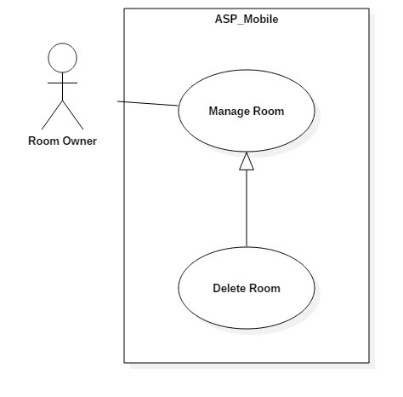 ASP_Mobile
Manage Room
Room Owner
Delete Room